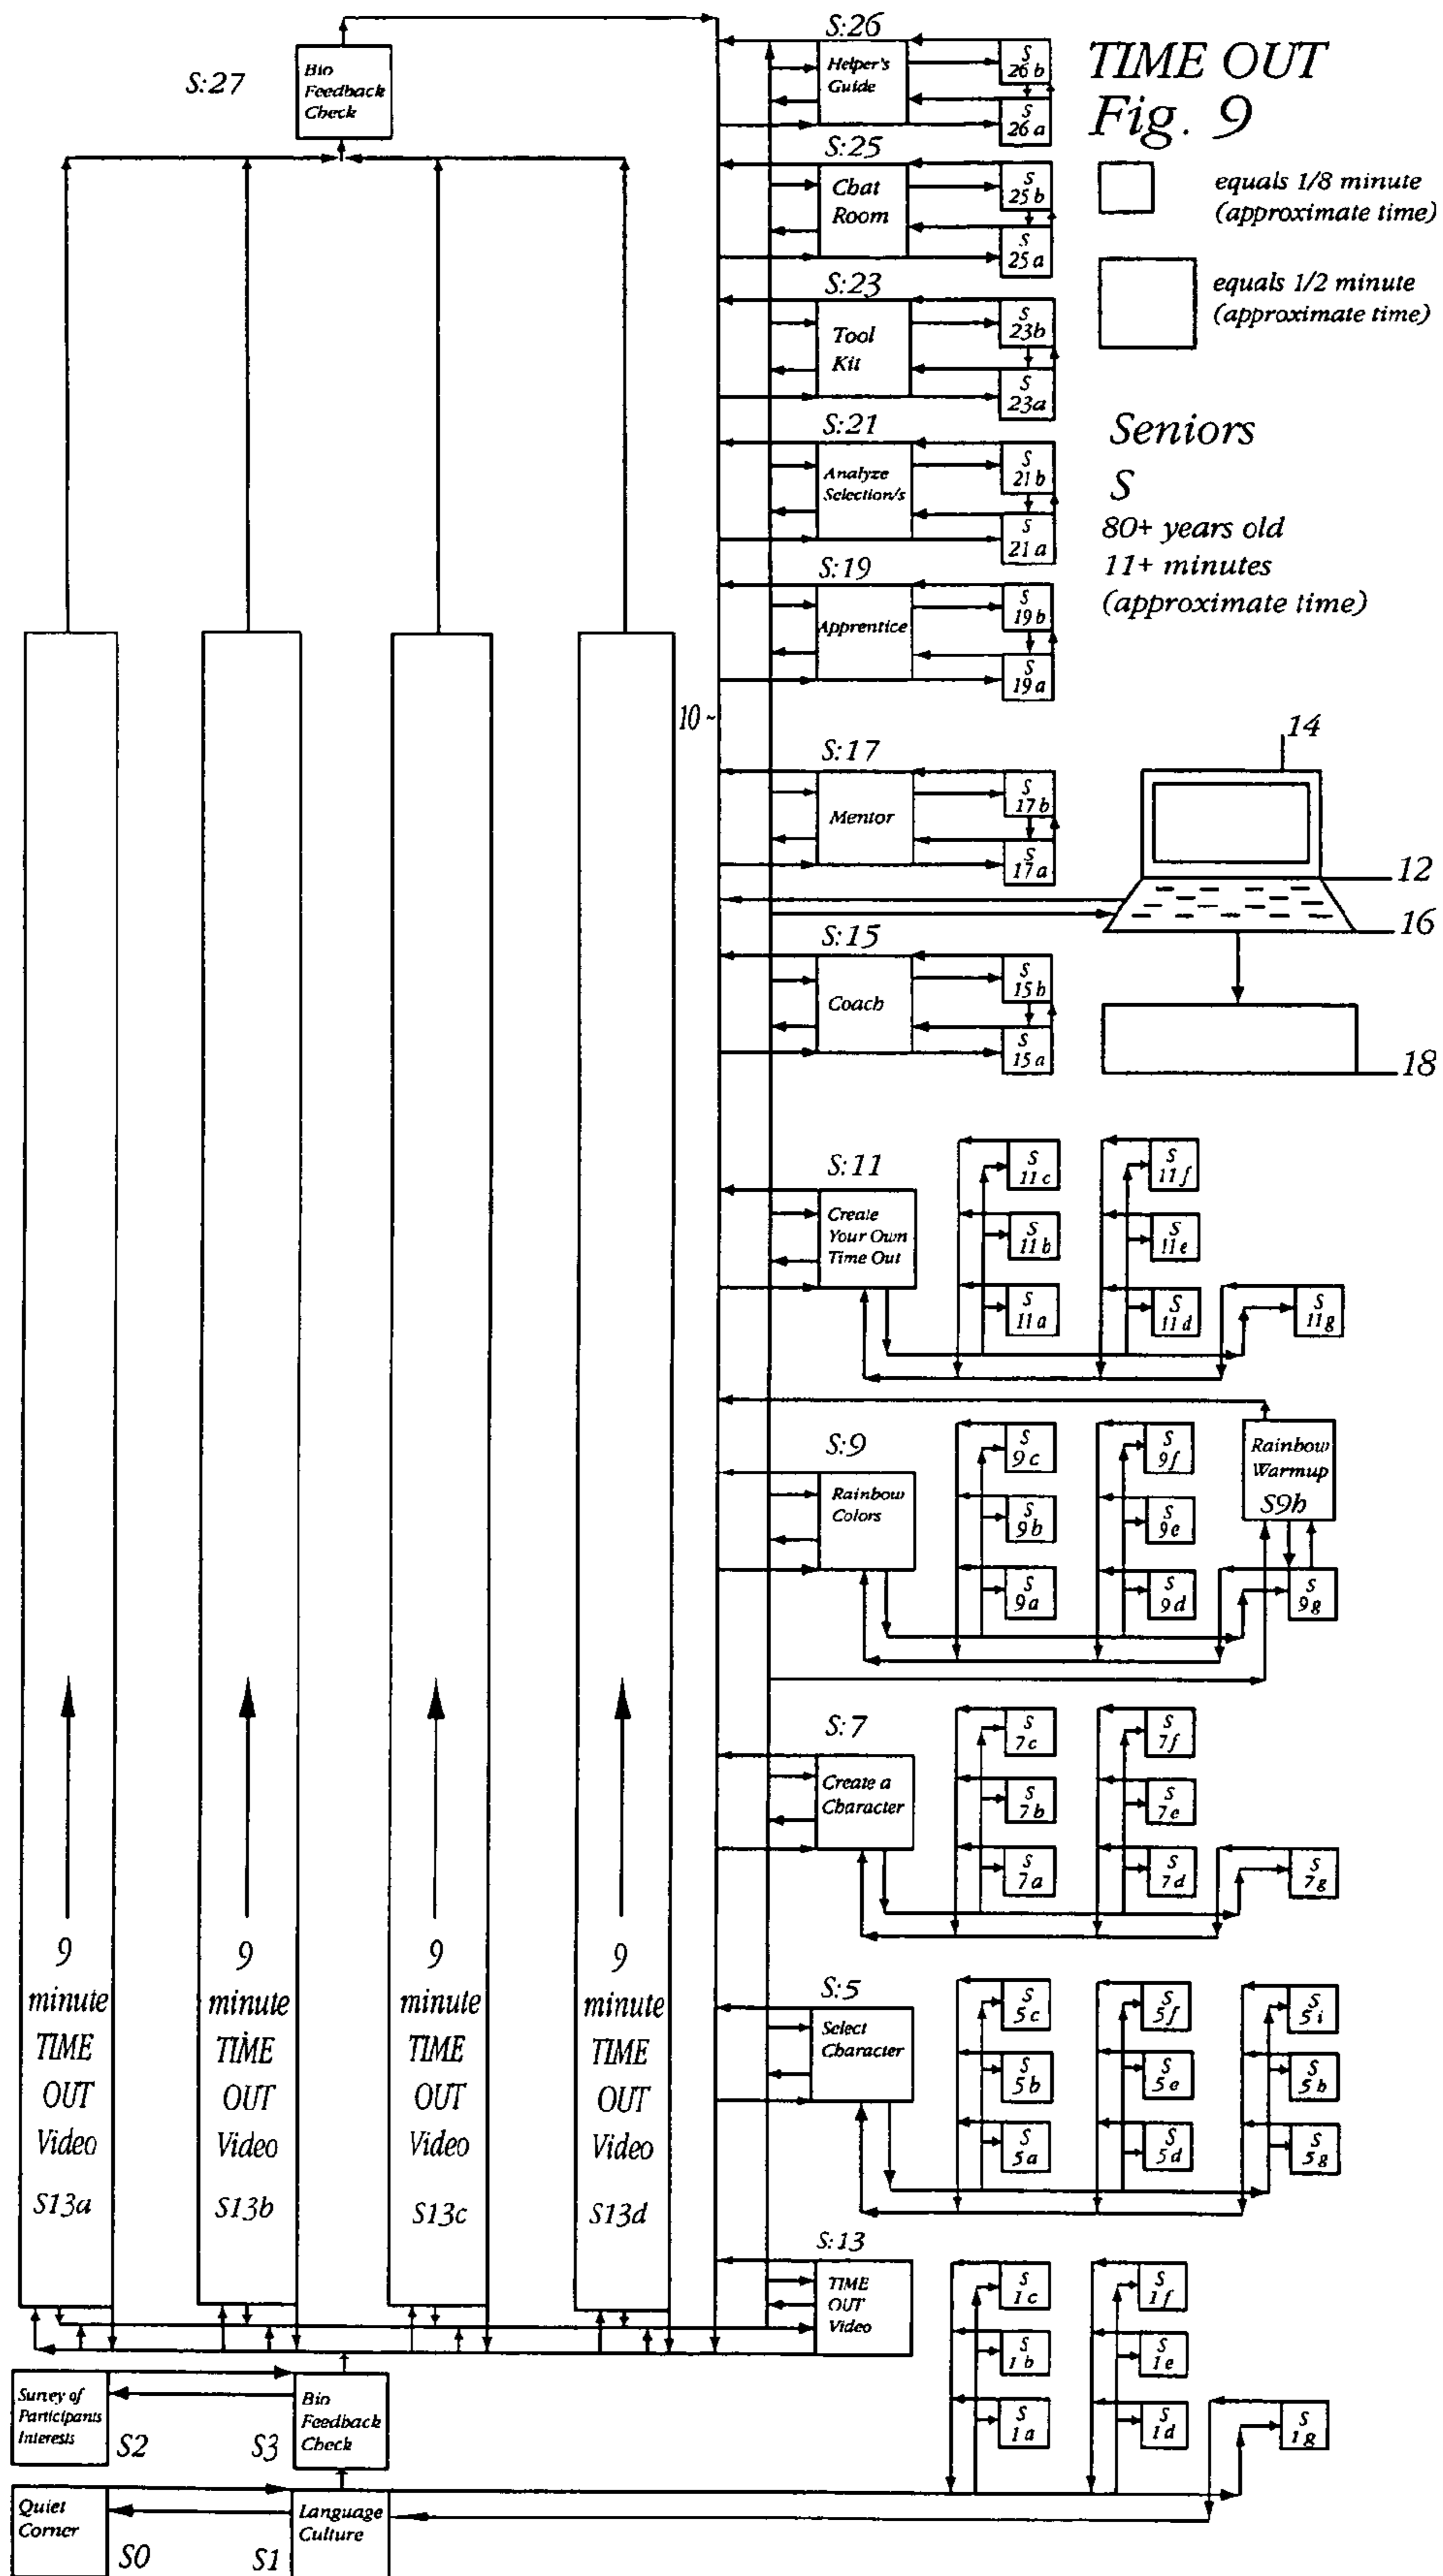 TIME OUT
Fig. 9
equals 1/8 minute
(approximate time)
equals 1/2 minute
(approximate time)
Seniors
S
80+ years old
11+ minutes
(approximate time)
S:27
Bio
Feedback
Check
S:26
Helper's
Guide
S
26 b
S
26 a
S:25
Chat
Room
S
25 b
S
25 a
S:23
Tool
Kit
S
23b
S
23a
S:21
Analyze
Selection/s
S
21 b
S
21 a
S:19
Apprentice
S
19 b
S
19 a
10 ~
S:17
Mentor
S
17 b
S
17 a
14
12
16
18
S:15
Coach
S
15 b
S
15 a
S:11
Create
Your Own
Time Out
S
11 c
S
11 f
S
11 b
S
11 e
S
11 a
S
11 d
S
11 g
S:9
Rainbow
Colors
S
9 c
S
9 f
S
9 b
S
9 e
S
9 a
S
9 d
Rainbow
Warmup
S9h
S
9 g
S:7
Create a
Character
S
7 c
S
7 f
S
7 b
S
7 e
S
7 a
S
7 d
S
7 g
S:5
Select
Character
S
5 c
S
5 f
S
5 i
S
5 b
S
5 e
S
5 h
S
5 a
S
5 d
S
5 g
9
minute
TIME
OUT
Video
S13a
9
minute
TIME
OUT
Video
S13b
9
minute
TIME
OUT
Video
S13c
9
minute
TIME
OUT
Video
S13d
S:13
TIME
OUT
Video
S
1 c
S
1 f
S
1 b
S
1 e
S
1 a
S
1 d
S
1 g
Survey of
Participants
Interests
S2
S3
Bio
Feedback
Check
Quiet
Corner
S0
S1
Language
Culture